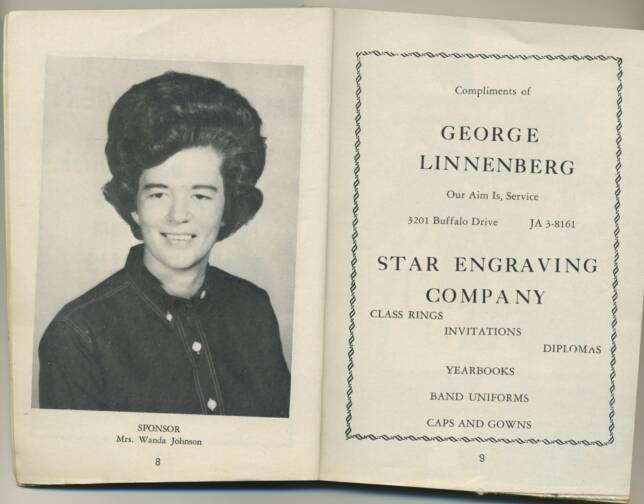 SPONSOR
Mrs. Wanda Johnson
8
Compliments of
GEORGE
LINNENBERG
Our Aim Is, Service
3201 Buffalo Drive JA 3-8161
STAR ENGRAVING
COMPANY
CLASS RINGS
INVITATIONS
DIPLOMAS
YEARBOOKS
BAND UNIFORMS
CAPS AND GOWNS
9